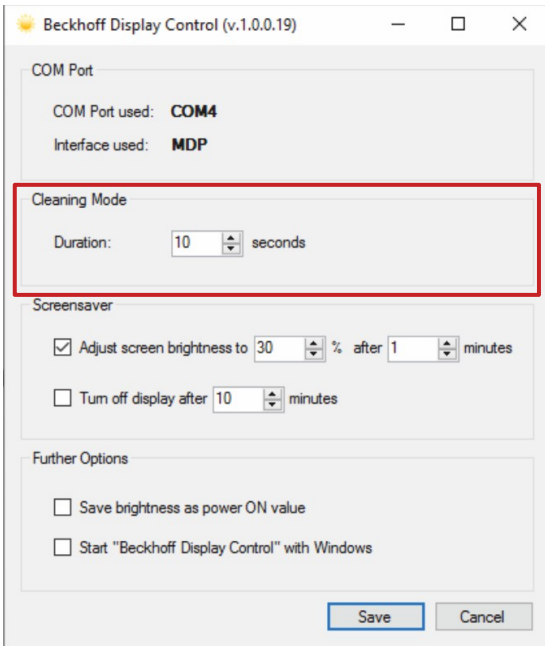 Beckhoff Display Control (v.1.0.0.19)
COM Port
COM Port used: COM4
Interface used: MDP
Cleaning Mode
Duration: 10 seconds
Screensaver
Adjust screen brightness to 30 % after 1 minutes
Turn off display after 10 minutes
Further Options
Save brightness as power ON value
Start "Beckhoff Display Control" with Windows
Save Cancel